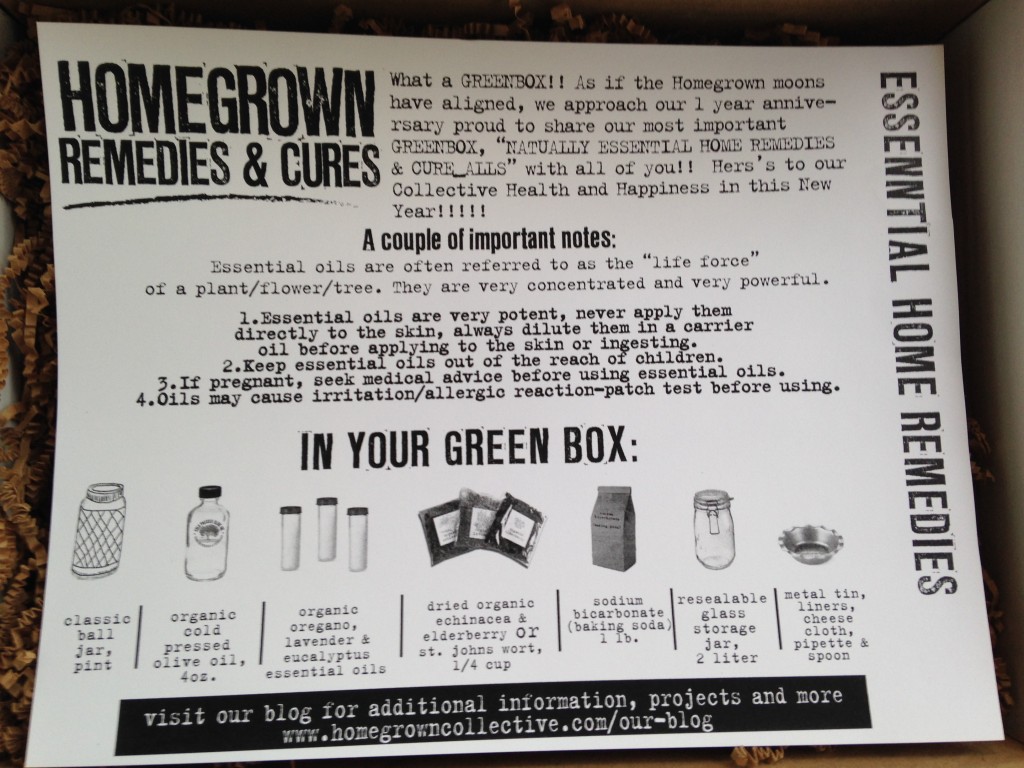 HOMEGROWN
REMEDIES & CURES
What a GREENBOX!! As if the Homegrown moons
have aligned, we approach our 1 year annive-
rsary proud to share our most important
GREENBOX, "NATUALLY ESSENTIAL HOME REMEDIES
& CURE_ALLS" with all of you!! Hers's to our
Collective Health and Happiness in this New
Year!!!!!
A couple of important notes:
Essential oils are often referred to as the "life force"
of a plant/flower/tree. They are very concentrated and very powerful.
1.Essential oils are very potent, never apply them
directly to the skin, always dilute them in a carrier
oil before applying to the skin or ingesting.
2.Keep essential oils out of the reach of children.
3.If pregnant, seek medical advice before using essential oils.
4.Oils may cause irritation/allergic reaction-patch test before using.
IN YOUR GREEN BOX:
classic
ball
jar,
pint
organic
cold
pressed
olive oil,
4oz.
organic
oregano,
lavender &
eucalyptus
essential oils
dried organic
echinacea &
elderberry or
st. johns wort,
1/4 cup
sodium
bicarbonate
(baking soda)
1 lb.
resealable
glass
storage
jar,
2 liter
metal tin,
liners,
cheese
cloth,
pipette &
spoon
visit our blog for additional information, projects and more
www.homegrowncollective.com/our-blog
ESSENNTIAL HOME REMEDIES